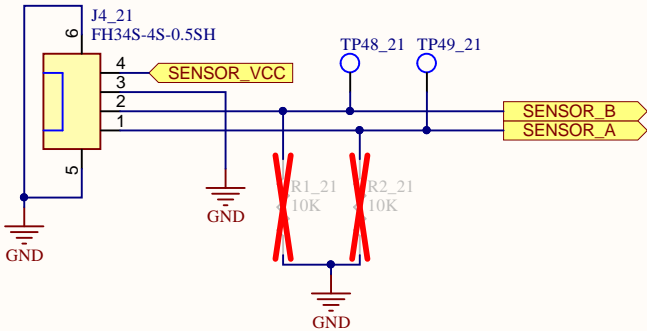 J4_21
FH34S-4S-0.5SH
6
4
3
2
1
5
SENSOR_VCC
TP48_21
TP49_21
SENSOR_B
SENSOR_A
R1_21
10K
R2_21
10K
GND
GND
GND